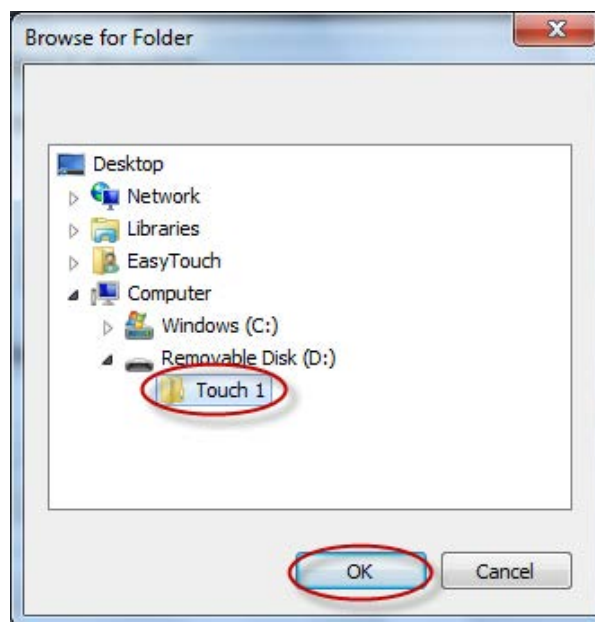 Browse for Folder
Desktop
Network
Libraries
EasyTouch
Computer
Windows (C:)
Removable Disk (D:)
Touch 1
OK
Cancel